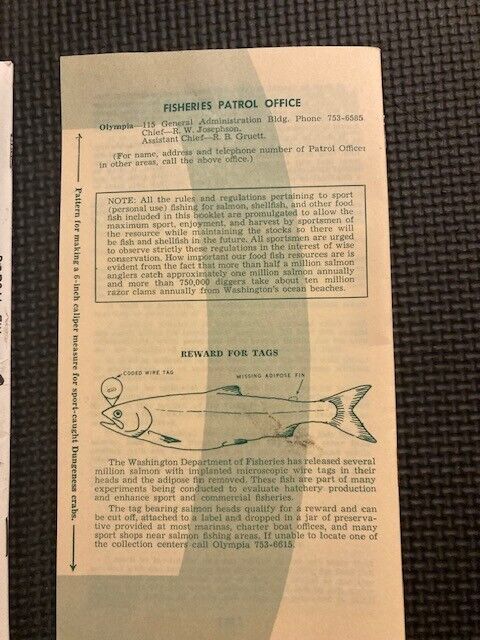 FISHERIES PATROL OFFICE
Olympia—115 General Administration Bldg. Phone 753-6585
Chief—R. W. Josephson,
Assistant Chief—R. B. Gruett.
(For name, address and telephone number of Patrol Officer
in other areas, call the above office.)
Pattern for making a 6-inch caliper measure for sport-caught Dungeness crabs.
NOTE: All the rules and regulations pertaining to sport
(personal use) fishing for salmon, shellfish, and other food
fish included in this booklet are promulgated to allow the
maximum sport, enjoyment, and harvest by sportsmen of
the resource while maintaining the stocks so there will
be fish and shellfish in the future. All sportsmen are urged
to observe strictly these regulations in the interest of wise
conservation. How important our food fish resources are is
evident from the fact that more than half a million salmon
anglers catch approximately one million salmon annually
and more than 750,000 diggers take about ten million
razor clams annually from Washington's ocean beaches.
REWARD FOR TAGS
CODED WIRE TAG
MISSING ADIPOSE FIN
The Washington Department of Fisheries has released several
million salmon with implanted microscopic wire tags in their
heads and the adipose fin removed. These fish are part of many
experiments being conducted to evaluate hatchery production
and enhance sport and commercial fisheries.
The tag bearing salmon heads qualify for a reward and can
be cut off, attached to a label and dropped in a jar of preserva-
tive provided at most marinas, charter boat offices, and many
sport shops near salmon fishing areas. If unable to locate one of
the collection centers call Olympia 753-6615.